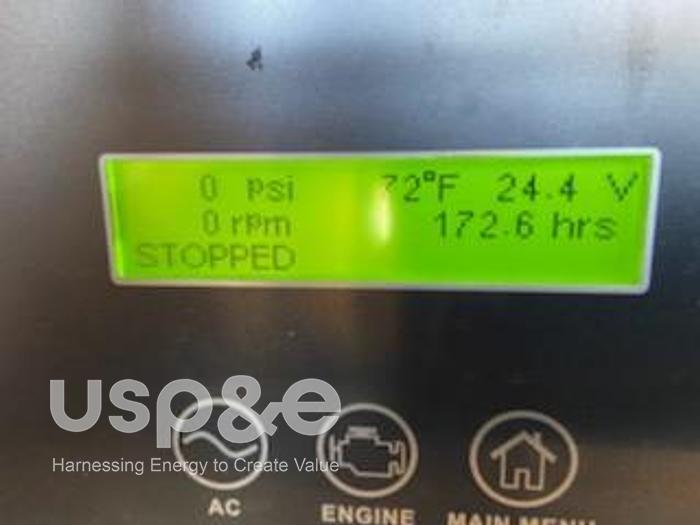 0 psi 72°F 24.4 V
0 rpm 172.6 hrs
STOPPED
usp&e
Harnessing Energy to Create Value
AC ENGINE MAIN MENU